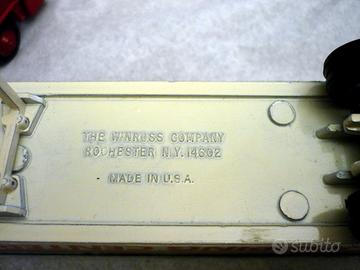 THE WINROSS COMPANY
ROCHESTER N.Y. 14602
MADE IN U.S.A.
subito